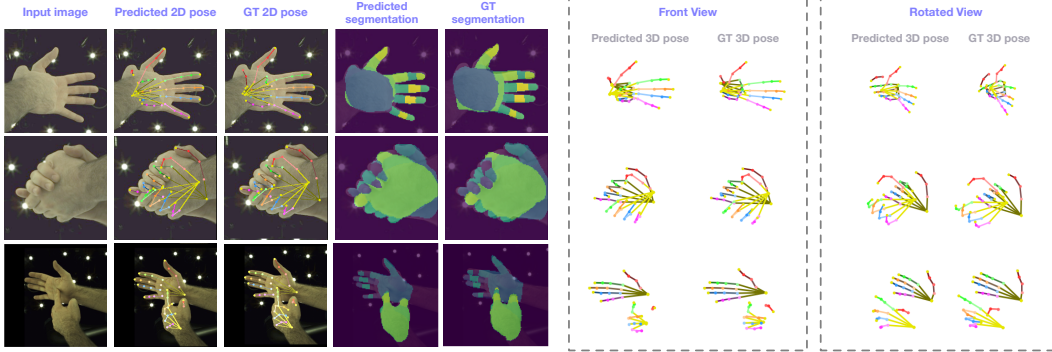 Input image
Predicted 2D pose
GT 2D pose
Predicted
segmentation
GT
segmentation
Front View
Predicted 3D pose
GT 3D pose
Rotated View
Predicted 3D pose
GT 3D pose